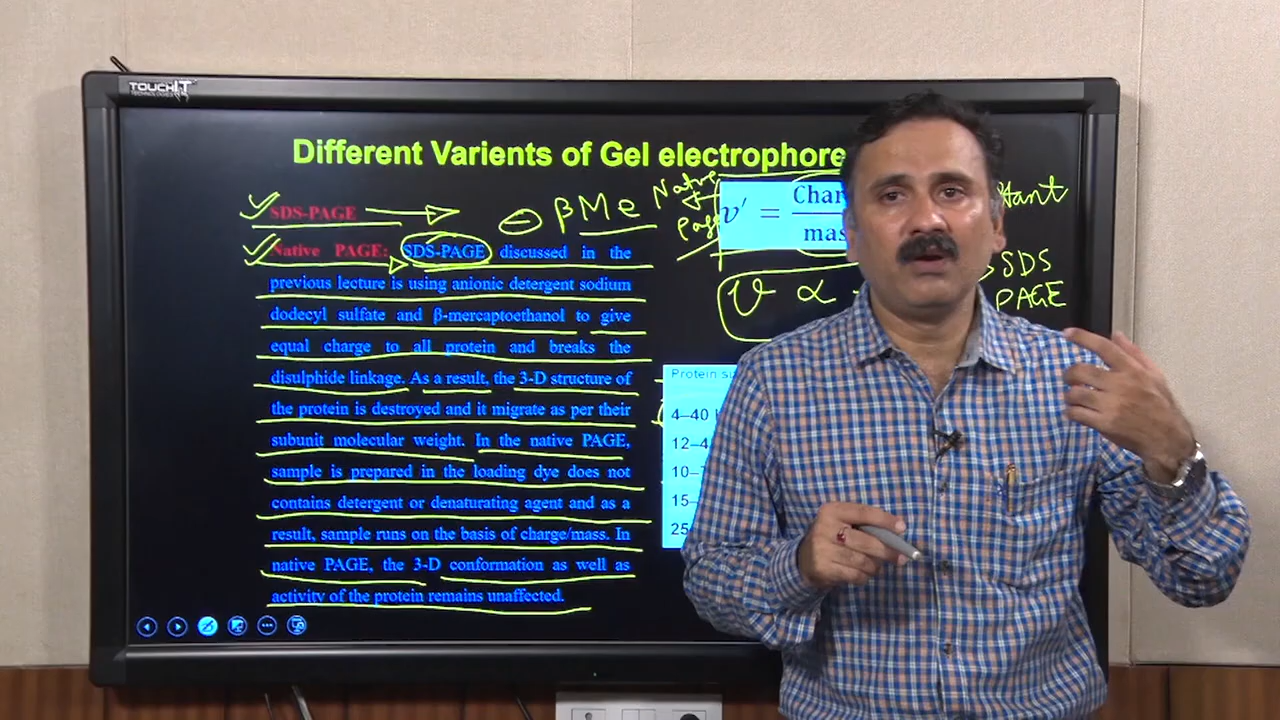 TOUCHIT
TECHNOLOGIES
Different Varients of Gel electrophore
SDS-PAGE
βMe
Native
Page
v′ = Char
mas
tant
Native PAGE: SDS-PAGE discussed in the
previous lecture is using anionic detergent sodium
dodecyl sulfate and β-mercaptoethanol to give
equal charge to all protein and breaks the
disulphide linkage. As a result, the 3-D structure of
the protein is destroyed and it migrate as per their
subunit molecular weight. In the native PAGE,
sample is prepared in the loading dye does not
contains detergent or denaturating agent and as a
result, sample runs on the basis of charge/mass. In
native PAGE, the 3-D conformation as well as
activity of the protein remains unaffected.
v ∝
SDS
PAGE
Protein si
4–40
12–4
10–
15–
25